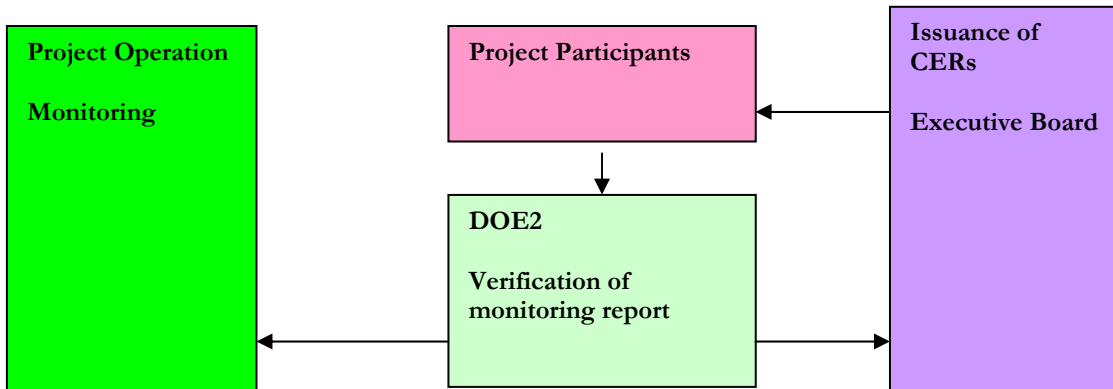 Project Operation
Monitoring
Project Participants
Issuance of
CERs
Executive Board
DOE2
Verification of
monitoring report